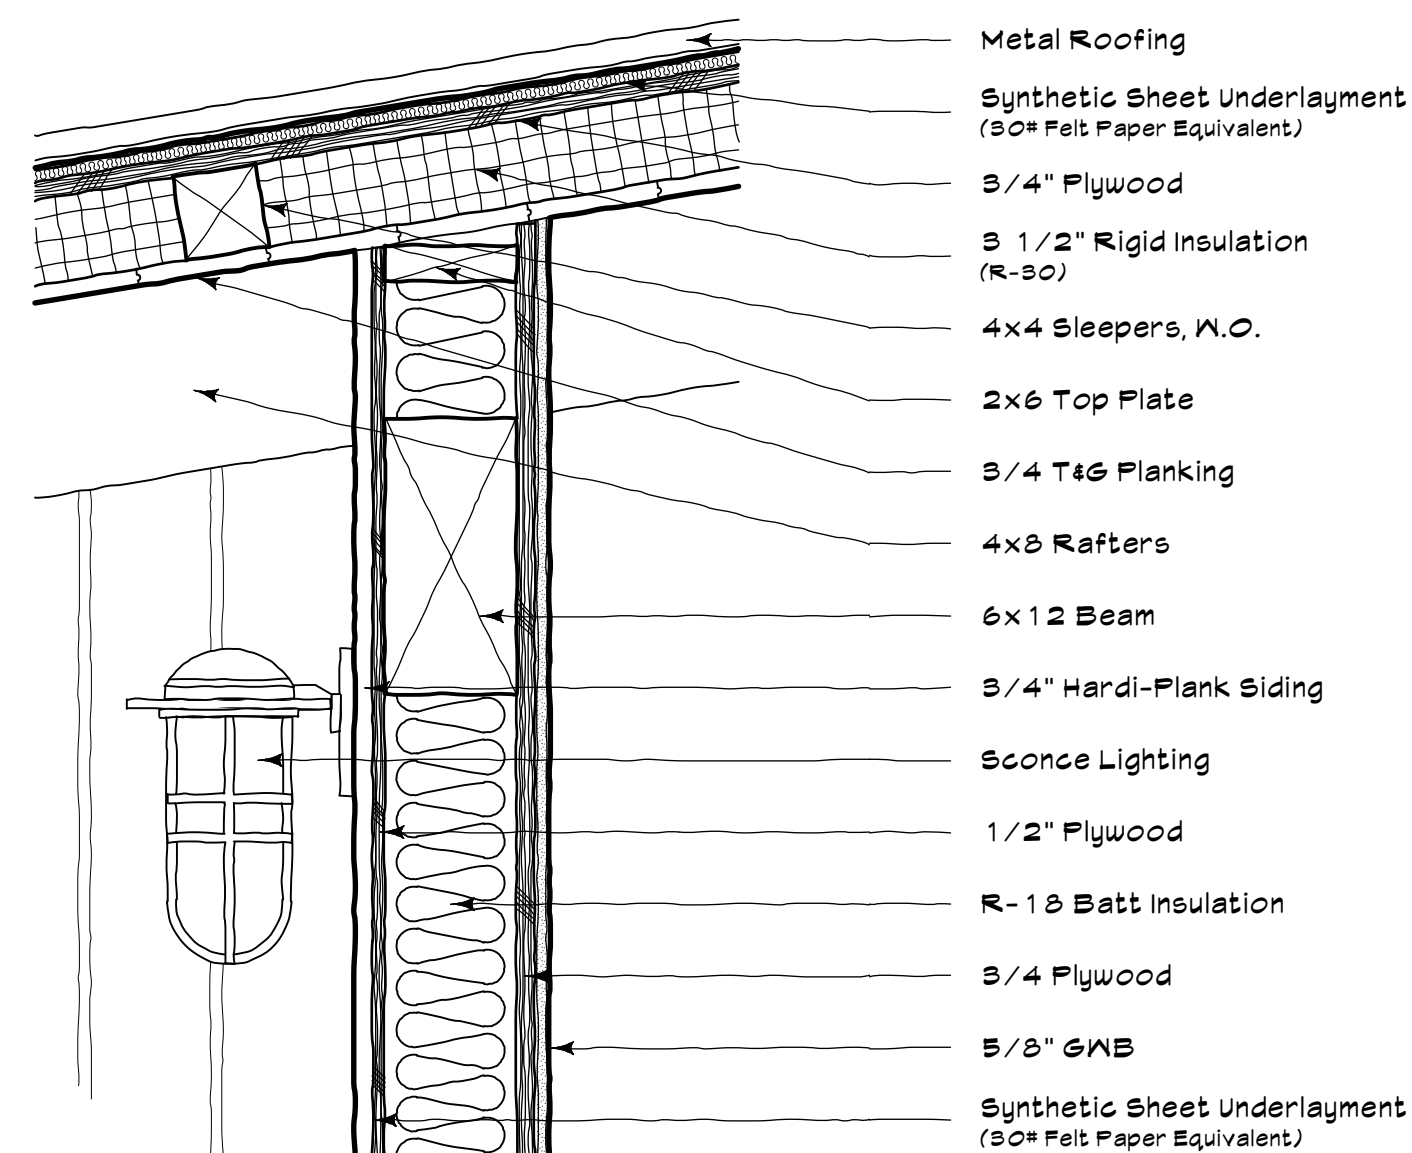 Metal Roofing
Synthetic Sheet Underlayment
(30# Felt Paper Equivalent)
3/4" Plywood
3 1/2" Rigid Insulation
(R-30)
4x4 Sleepers, W.O.
2x6 Top Plate
3/4 T&G Planking
4x8 Rafters
6x12 Beam
3/4" Hardi-Plank Siding
Sconce Lighting
1/2" Plywood
R-18 Batt Insulation
3/4 Plywood
5/8" GWB
Synthetic Sheet Underlayment
(30# Felt Paper Equivalent)